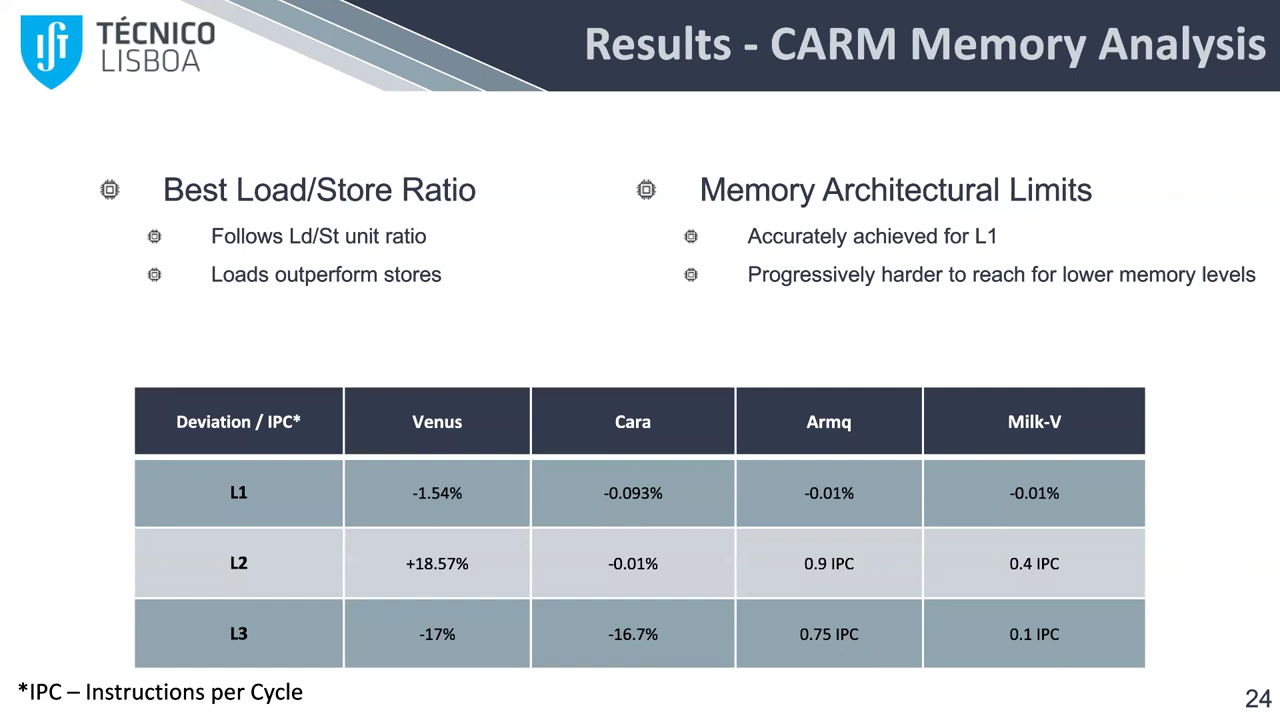 TÉCNICO
LISBOA
Results - CARM Memory Analysis
Best Load/Store Ratio
Follows Ld/St unit ratio
Loads outperform stores
Memory Architectural Limits
Accurately achieved for L1
Progressively harder to reach for lower memory levels
Deviation / IPC* Venus Cara Armq Milk-V
L1 -1.54% -0.093% -0.01% -0.01%
L2 +18.57% -0.01% 0.9 IPC 0.4 IPC
L3 -17% -16.7% 0.75 IPC 0.1 IPC
*IPC – Instructions per Cycle
24